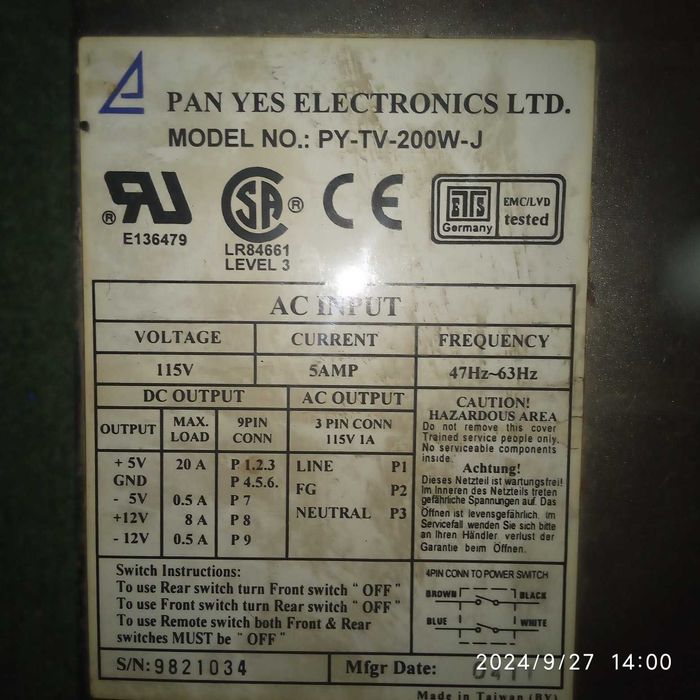 PAN YES ELECTRONICS LTD.
MODEL NO.: PY-TV-200W-J
E136479
LR84661
LEVEL 3
EMC/LVD
tested
ETS
Germany
AC INPUT
VOLTAGE CURRENT FREQUENCY
115V 5AMP 47Hz~63Hz
DC OUTPUT AC OUTPUT
OUTPUT MAX. LOAD 9PIN CONN 3 PIN CONN 115V 1A
+ 5V 20 A P 1.2.3 LINE P1
GND P 4.5.6. FG P2
- 5V 0.5 A P 7 NEUTRAL P3
+12V 8 A P 8
- 12V 0.5 A P 9
CAUTION!
HAZARDOUS AREA
Do not remove this cover
Trained service people only.
No serviceable components
inside.
Achtung!
Dieses Netzteil ist wartungsfrei!
Im Inneren des Netzteils treten
gefährliche Spannungen auf. Das
Öffnen ist levensgefährlich. im
Servicefall wenden Sie sich bitte
an Ihren Händler. verlust der
Garantie beim Öffnen.
Switch Instructions:
To use Rear switch turn Front switch "OFF"
To use Front switch turn Rear switch "OFF"
To use Remote switch both Front & Rear
switches MUST be "OFF"
4PIN CONN TO POWER SWITCH
BROWN BLACK
BLUE WHITE
S/N: 9821034 Mfgr Date:
Made in Taiwan (BY)
2024/9/27 14:00